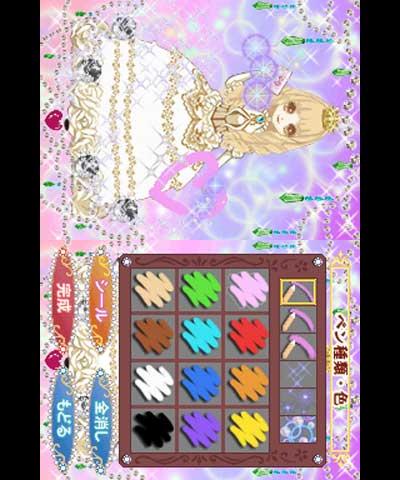 ペン種類・色
シール
全消し
完成
もどる